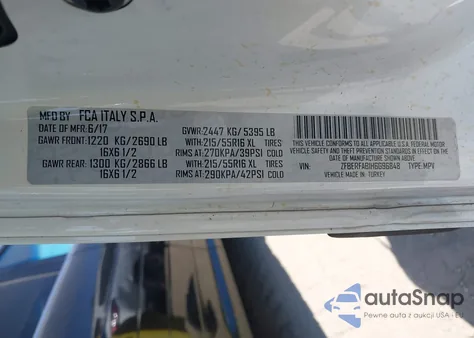 MFD BY FCA ITALY S.P.A.
DATE OF MFR: 6/17 GVWR: 2447 KG/ 5395 LB
GAWR FRONT: 1220 KG/2690 LB WITH 215/55R16 XL TIRES
16X6 1/2 RIMS AT: 270KPA/39PSI COLD
GAWR REAR: 1300 KG/ 2866 LB WITH 215/55R16 XL TIRES
16X6 1/2 RIMS AT: 290KPA/42PSI COLD
THIS VEHICLE CONFORMS TO ALL APPLICABLE U.S.A. FEDERAL MOTOR
VEHICLE SAFETY STANDARDS IN EFFECT ON THE DATE OF
MANUFACTURE SHOWN ABOVE.
VIN: TYPE: MPV
VEHICLE MADE IN: TURKEY
autoSnap
Pewne auta z aukcji USA i EU